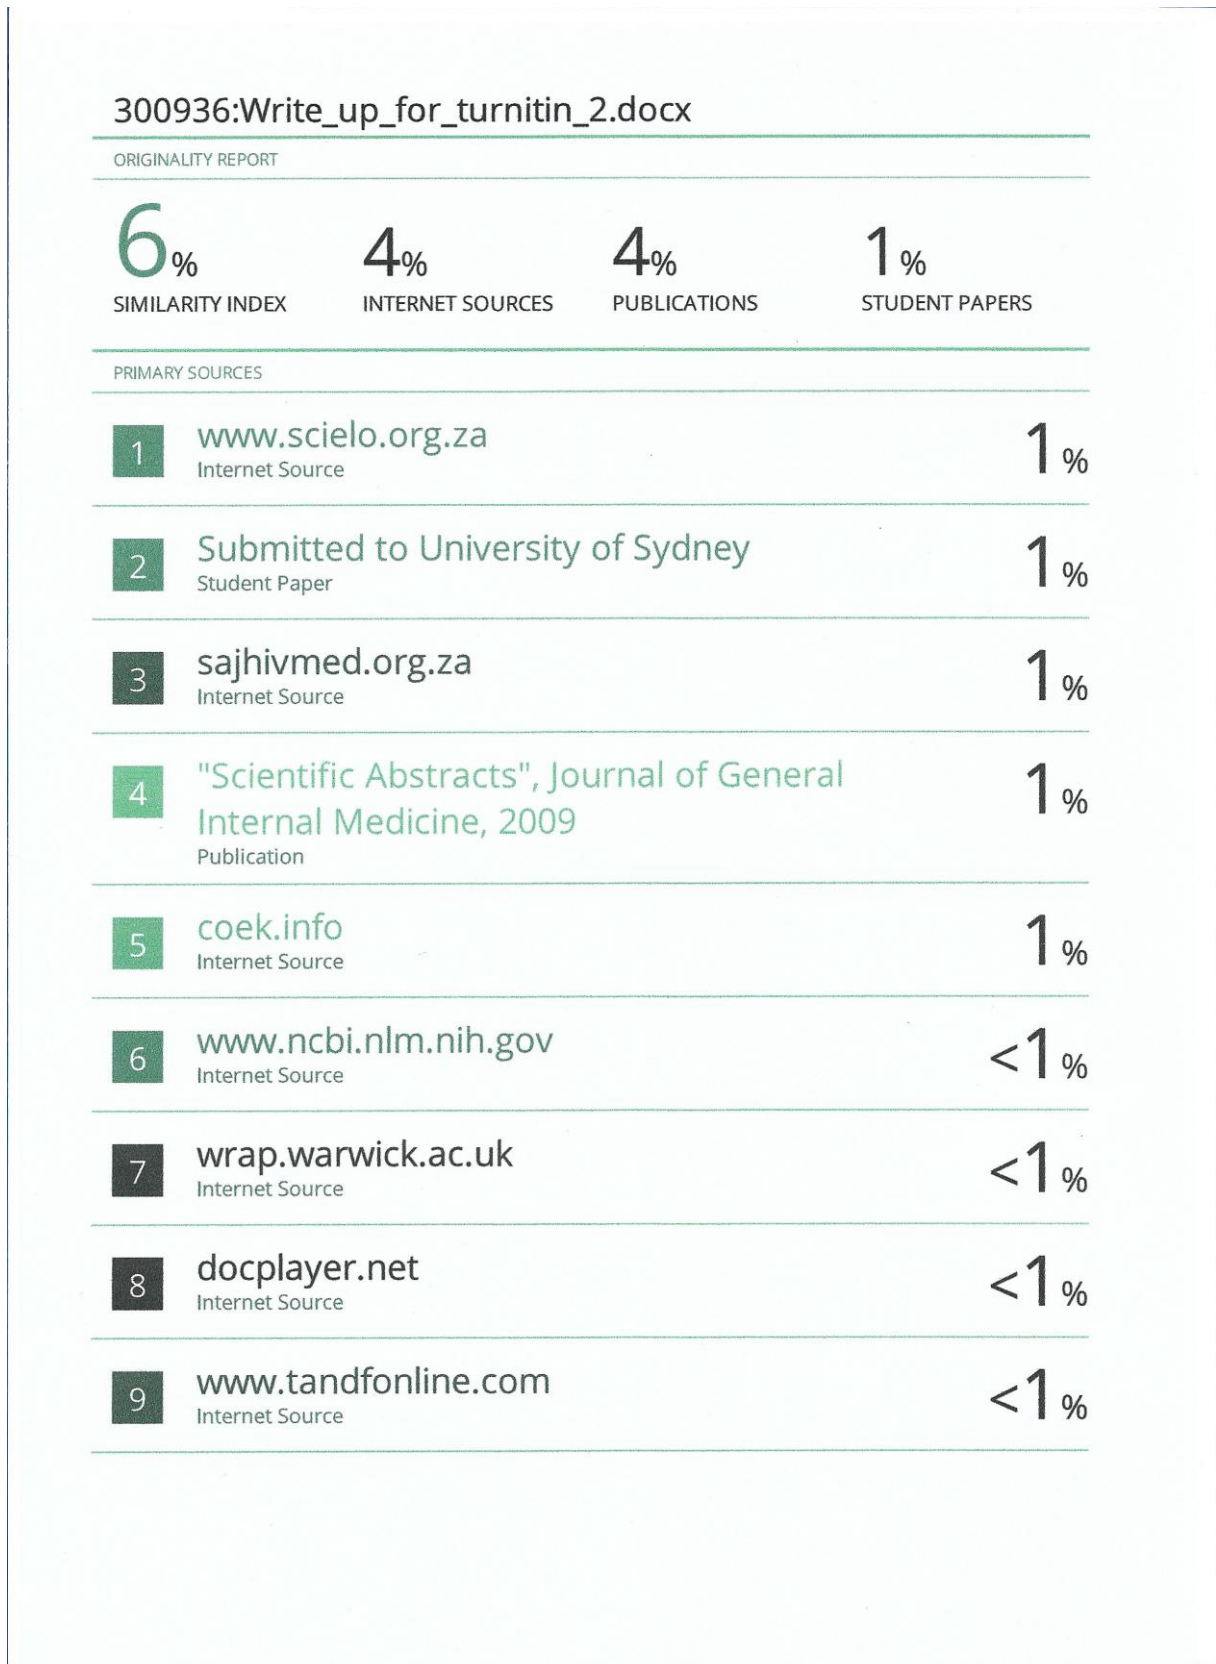 300936:Write_up_for_turnitin_2.docx
ORIGINALITY REPORT
6%
SIMILARITY INDEX
4%
INTERNET SOURCES
4%
PUBLICATIONS
1%
STUDENT PAPERS
PRIMARY SOURCES
1
www.scielo.org.za
Internet Source
1%
2
Submitted to University of Sydney
Student Paper
1%
3
sajhivmed.org.za
Internet Source
1%
4
"Scientific Abstracts", Journal of General
Internal Medicine, 2009
Publication
1%
5
coek.info
Internet Source
1%
6
www.ncbi.nlm.nih.gov
Internet Source
<1%
7
wrap.warwick.ac.uk
Internet Source
<1%
8
docplayer.net
Internet Source
<1%
9
www.tandfonline.com
Internet Source
<1%